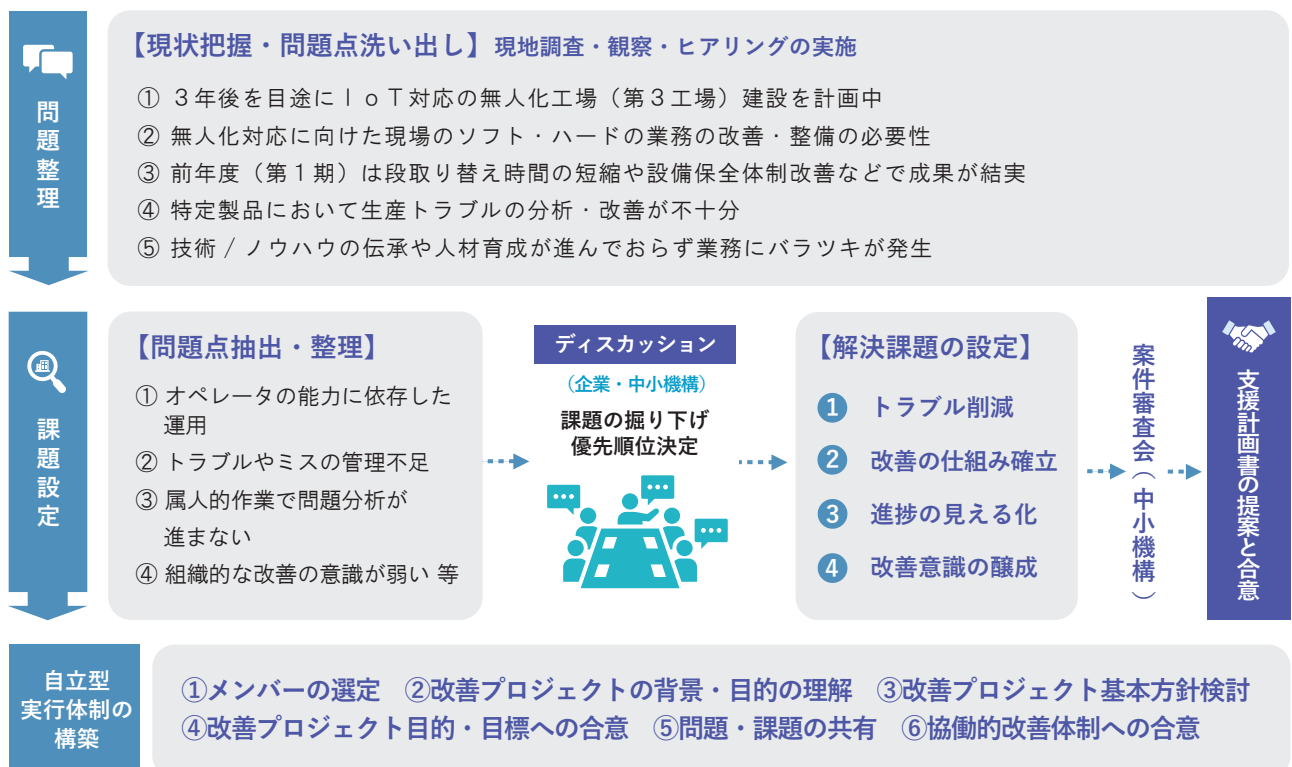 問題整理
【現状把握・問題点洗い出し】現地調査・観察・ヒアリングの実施
① ３年後を目途にＩｏＴ対応の無人化工場（第３工場）建設を計画中
② 無人化対応に向けた現場のソフト・ハードの業務の改善・整備の必要性
③ 前年度（第１期）は段取り替え時間の短縮や設備保全体制改善などで成果が結実
④ 特定製品において生産トラブルの分析・改善が不十分
⑤ 技術 / ノウハウの伝承や人材育成が進んでおらず業務にバラツキが発生
課題設定
【問題点抽出・整理】
① オペレータの能力に依存した
運用
② トラブルやミスの管理不足
③ 属人的作業で問題分析が
進まない
④ 組織的な改善の意識が弱い 等
ディスカッション
（企業・中小機構）
課題の掘り下げ
優先順位決定
【解決課題の設定】
❶ トラブル削減
❷ 改善の仕組み確立
❸ 進捗の見える化
❹ 改善意識の醸成
案件審査会（中小機構）
支援計画書の提案と合意
自立型
実行体制の
構築
①メンバーの選定 ②改善プロジェクトの背景・目的の理解 ③改善プロジェクト基本方針検討
④改善プロジェクト目的・目標への合意 ⑤問題・課題の共有 ⑥協働的改善体制への合意